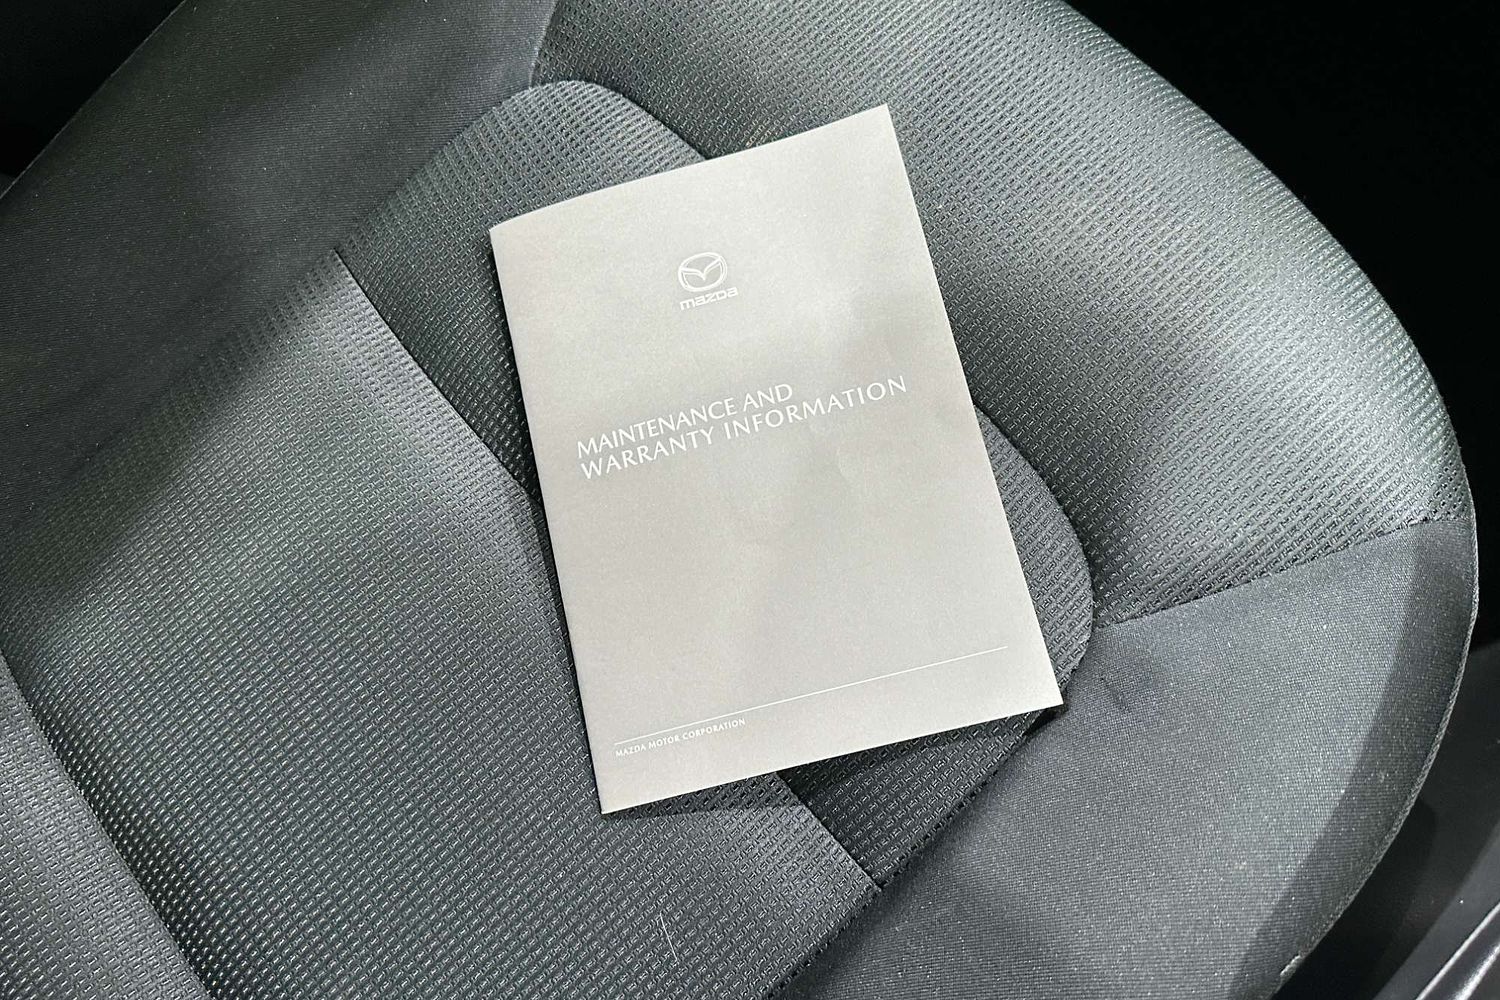 mazda
MAINTENANCE AND
WARRANTY INFORMATION
MAZDA MOTOR CORPORATION